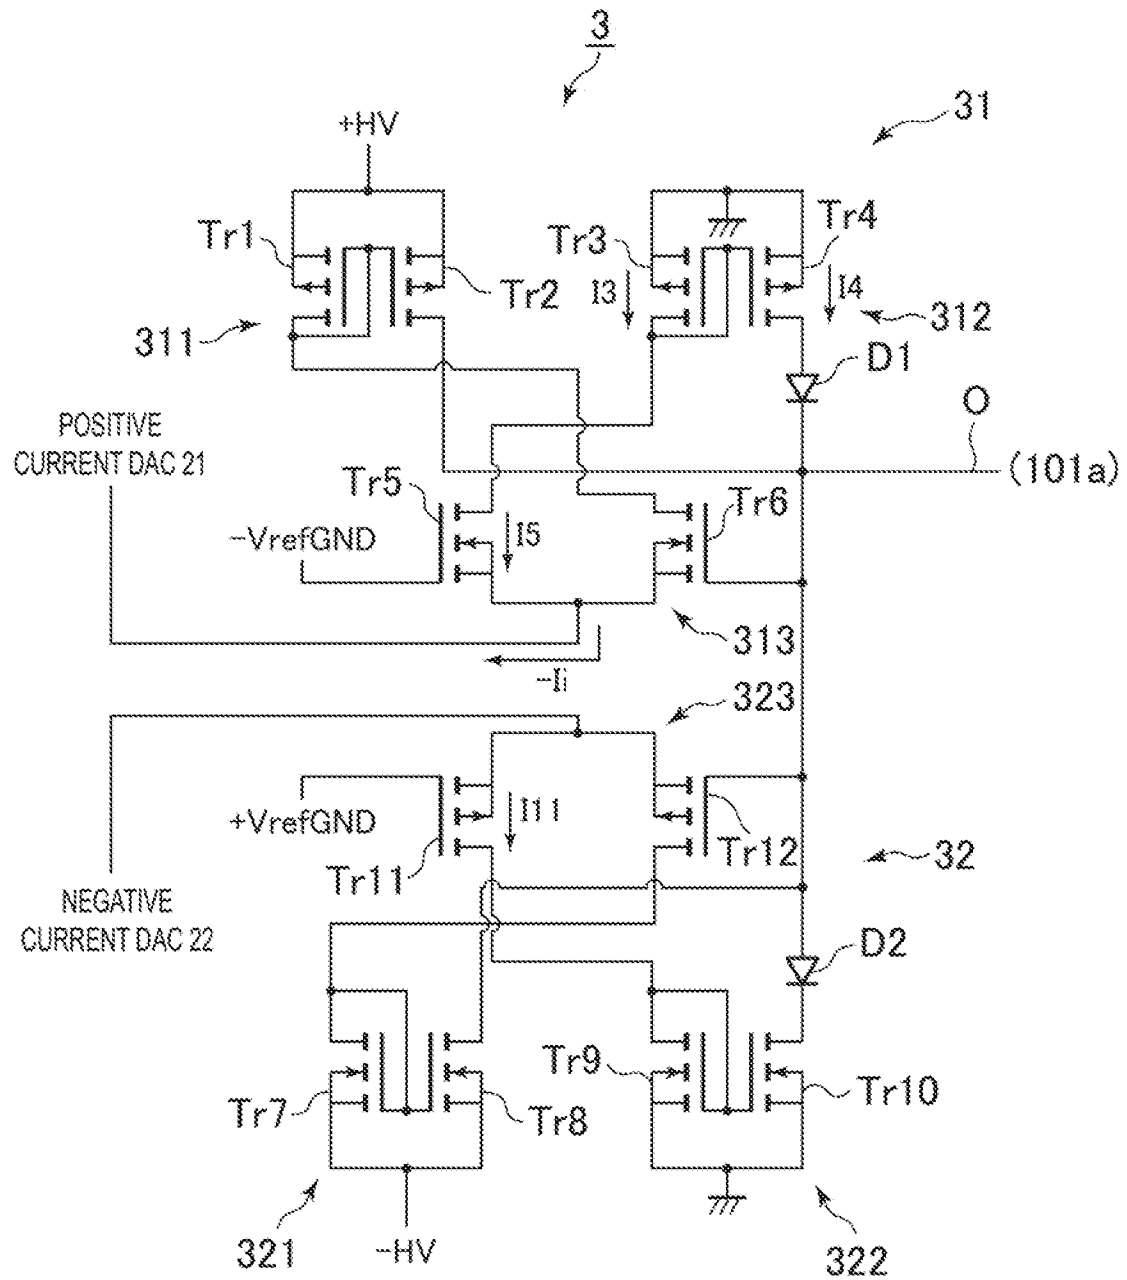 3
31
+HV
Tr1
Tr2
Tr3
Tr4
I3
I4
311
312
D1
O
POSITIVE
CURRENT DAC 21
(101a)
Tr5
Tr6
-VrefGND
I5
313
-Ii
323
+VrefGND
I11
Tr11
Tr12
32
NEGATIVE
CURRENT DAC 22
D2
Tr7
Tr8
Tr9
Tr10
321
-HV
322